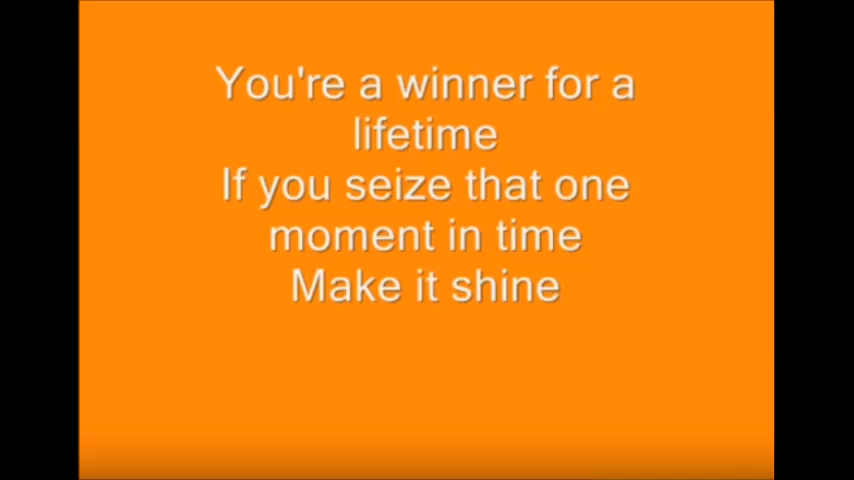 You're a winner for a
lifetime
If you seize that one
moment in time
Make it shine